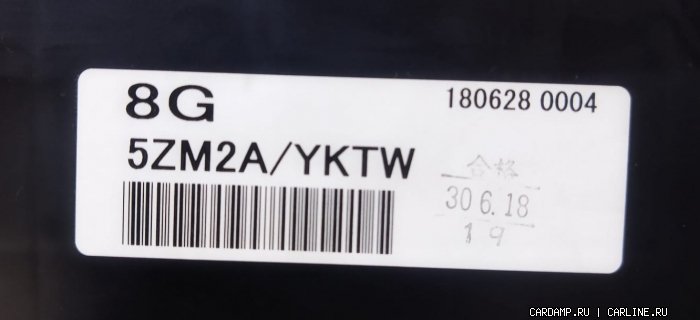 8G
180628 0004
5ZM2A/YKTW
合格
30 6.18
19
CARDAMP.RU | CARLINE.RU